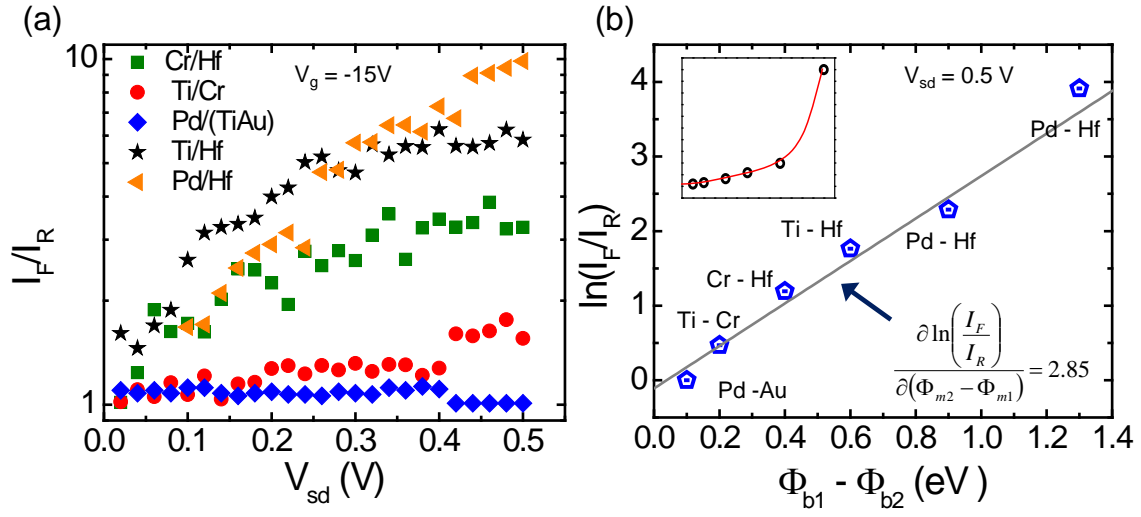 (a)
10
1
I_F/I_R
Cr/Hf
Ti/Cr
Pd/(TiAu)
Ti/Hf
Pd/Hf
V_g = -15V
0.0 0.1 0.2 0.3 0.4 0.5
V_sd (V)
(b)
4
3
2
1
0
ln(I_F/I_R)
V_sd = 0.5 V
Pd - Hf
Ti - Hf
Pd - Hf
Cr - Hf
Ti - Cr
Pd -Au
∂ln(I_F/I_R)/∂(Φ_m2 − Φ_m1) = 2.85
0.0 0.2 0.4 0.6 0.8 1.0 1.2 1.4
Φ_b1 - Φ_b2 (eV)